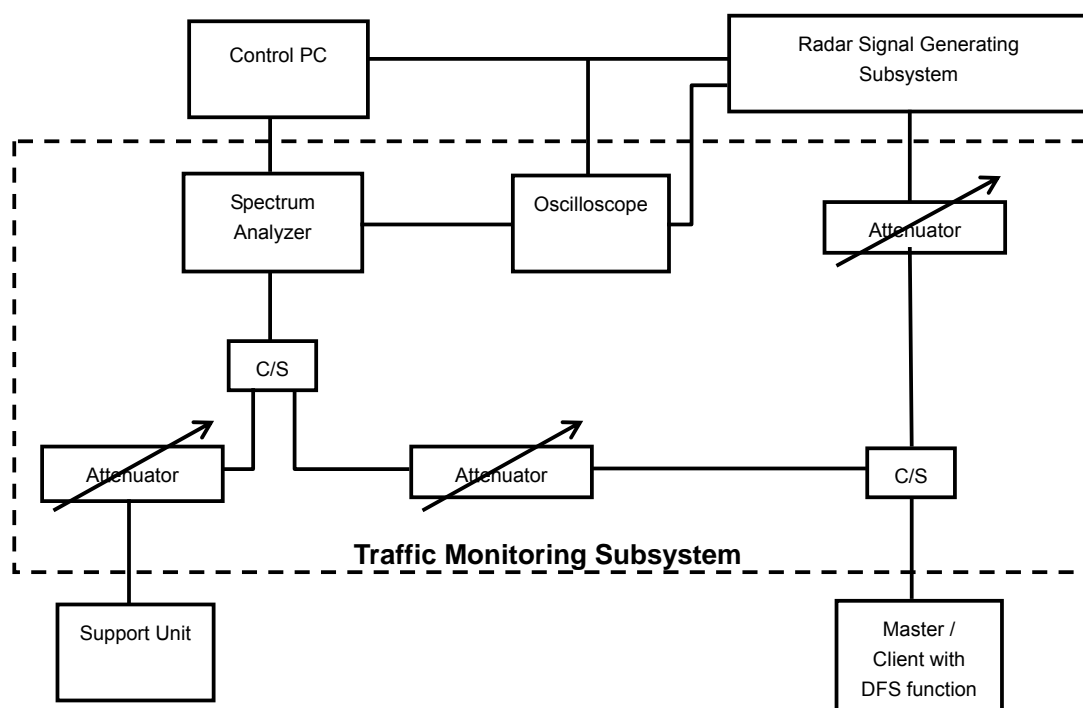 Control PC
Radar Signal Generating
Subsystem
Spectrum
Analyzer
Oscilloscope
Attenuator
C/S
Attenuator
Attenuator
C/S
Traffic Monitoring Subsystem
Support Unit
Master /
Client with
DFS function